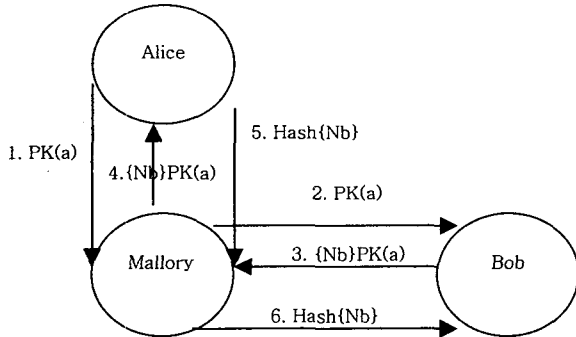 Alice
1. PK(a)
4.{Nb}PK(a)
5. Hash{Nb}
2. PK(a)
Mallory
3. {Nb}PK(a)
Bob
6. Hash{Nb}